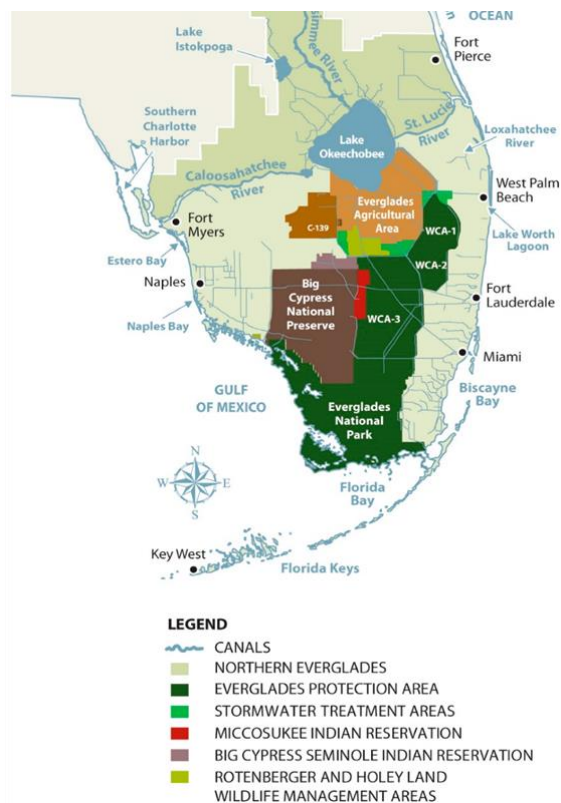 OCEAN
Lake
Istokpoga
Kissimmee River
Fort
Pierce
Southern
Charlotte
Harbor
St. Lucie
River
Loxahatchee
River
Lake
Okeechobee
Caloosahatchee
River
West Palm
Beach
Everglades
Agricultural
Area
Fort
Myers
C-139
WCA-1
Lake Worth
Lagoon
Estero Bay
WCA-2
Naples
Big
Cypress
National
Preserve
Fort
Lauderdale
WCA-3
Naples Bay
Miami
GULF
OF MEXICO
Biscayne
Bay
Everglades
National
Park
N
W E
S
Florida
Bay
Key West
Florida Keys
LEGEND
CANALS
NORTHERN EVERGLADES
EVERGLADES PROTECTION AREA
STORMWATER TREATMENT AREAS
MICCOSUKEE INDIAN RESERVATION
BIG CYPRESS SEMINOLE INDIAN RESERVATION
ROTENBERGER AND HOLEY LAND
WILDLIFE MANAGEMENT AREAS